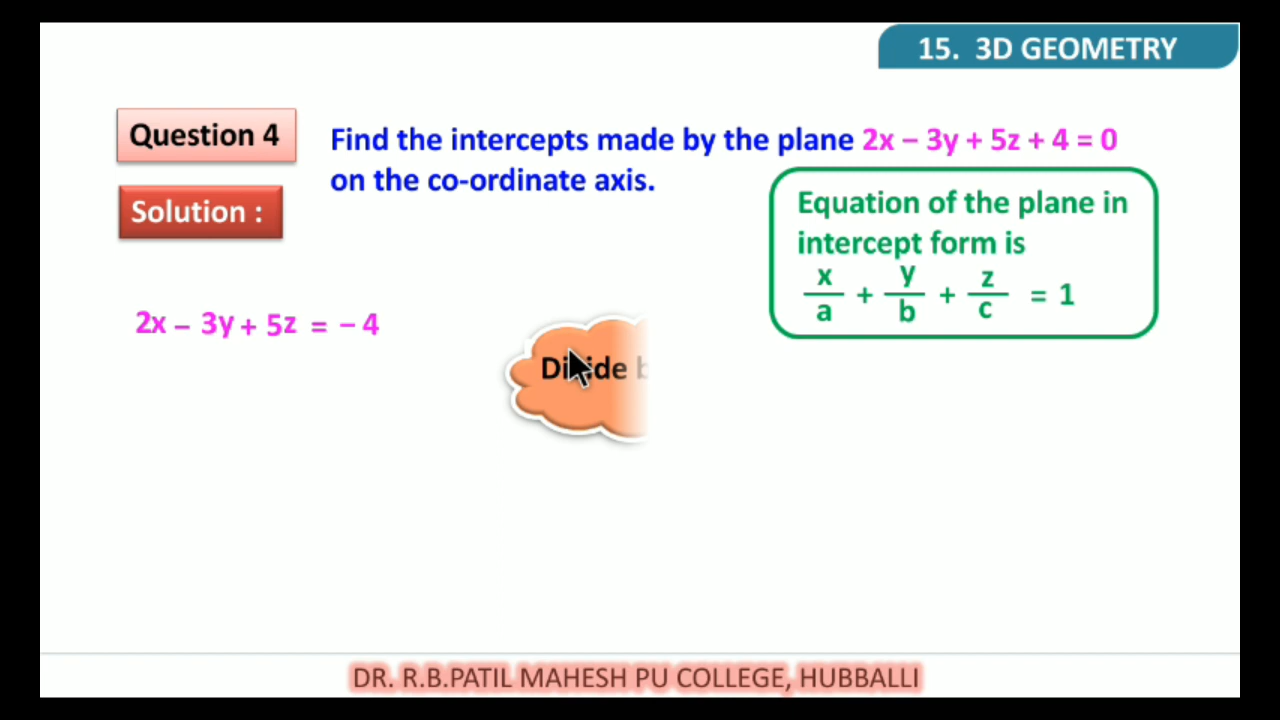 15. 3D GEOMETRY
Question 4
Find the intercepts made by the plane 2x – 3y + 5z + 4 = 0
on the co-ordinate axis.
Solution :
Equation of the plane in
intercept form is
x/a + y/b + z/c = 1
2x – 3y + 5z = – 4
Divide
DR. R.B.PATIL MAHESH PU COLLEGE, HUBBALLI